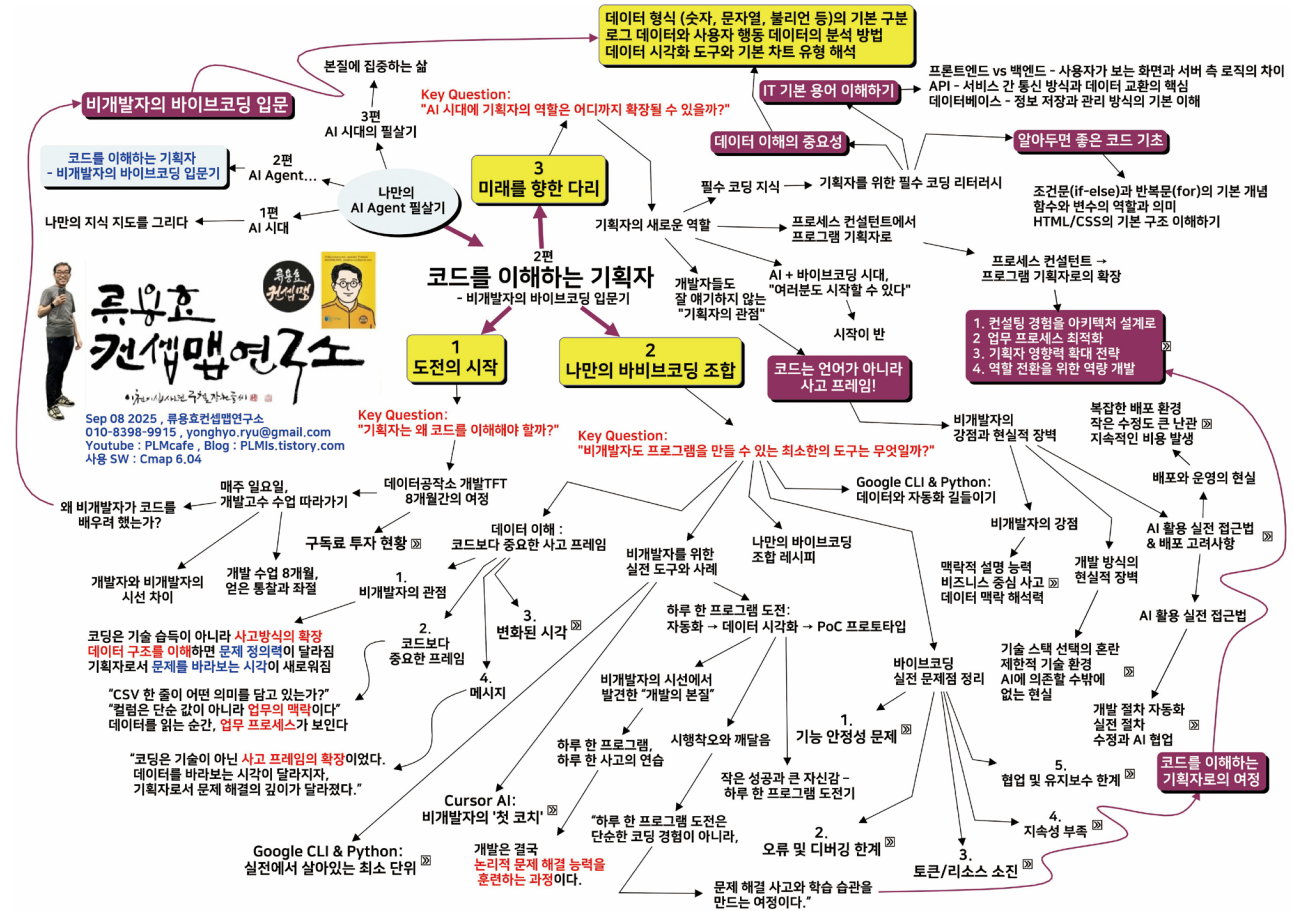 데이터 형식 (숫자, 문자열, 불리언 등)의 기본 구분
로그 데이터와 사용자 행동 데이터의 분석 방법
데이터 시각화 도구와 기본 차트 유형 해석
본질에 집중하는 삶
비개발자의 바이브코딩 입문
3편
AI 시대의 필살기
코드를 이해하는 기획자
- 비개발자의 바이브코딩 입문기
2편
AI Agent...
나만의
AI Agent 필살기
나만의 지식 지도를 그리다
1편
AI 시대
Key Question:
"AI 시대에 기획자의 역할은 어디까지 확장될 수 있을까?"
3
미래를 향한 다리
IT 기본 용어 이해하기
프론트엔드 vs 백엔드 - 사용자가 보는 화면과 서버 측 로직의 차이
API - 서비스 간 통신 방식과 데이터 교환의 핵심
데이터베이스 - 정보 저장과 관리 방식의 기본 이해
데이터 이해의 중요성
알아두면 좋은 코드 기초
필수 코딩 지식
기획자를 위한 필수 코딩 리터러시
조건문(if-else)과 반복문(for)의 기본 개념
함수와 변수의 역할과 의미
HTML/CSS의 기본 구조 이해하기
기획자의 새로운 역할
프로세스 컨설턴트에서
프로그램 기획자로
프로세스 컨설턴트 →
프로그램 기획자로의 확장
2편
코드를 이해하는 기획자
- 비개발자의 바이브코딩 입문기
개발자들도
잘 얘기하지 않는
"기획자의 관점"
AI + 바이브코딩 시대,
"여러분도 시작할 수 있다"
시작이 반
1. 컨설팅 경험을 아키텍처 설계로
2 업무 프로세스 최적화
3. 기획자 영향력 확대 전략
4. 역할 전환을 위한 역량 개발
류용효
컨셉맵
류용효
컨셉맵연구소
Sep 08 2025 , 류용효컨셉맵연구소
010-8398-9915 , yonghyo.ryu@gmail.com
Youtube : PLMcafe , Blog : PLMIs.tistory.com
사용 SW : Cmap 6.04
1
도전의 시작
2
나만의 바비브코딩 조합
코드는 언어가 아니라
사고 프레임!
Key Question:
"기획자는 왜 코드를 이해해야 할까?"
Key Question:
"비개발자도 프로그램을 만들 수 있는 최소한의 도구는 무엇일까?"
비개발자의
강점과 현실적 장벽
복잡한 배포 환경
작은 수정도 큰 난관
지속적인 비용 발생
배포와 운영의 현실
데이터공작소 개발TFT
8개월간의 여정
매주 일요일,
개발고수 수업 따라가기
왜 비개발자가 코드를
배우려 했는가?
구독료 투자 현황
개발자와 비개발자의
시선 차이
개발 수업 8개월,
얻은 통찰과 좌절
데이터 이해 :
코드보다 중요한 사고 프레임
비개발자를 위한
실전 도구와 사례
나만의 바이브코딩
조합 레시피
Google CLI & Python:
데이터와 자동화 길들이기
비개발자의 강점
맥락적 설명 능력
비즈니스 중심 사고
데이터 맥락 해석력
개발 방식의
현실적 장벽
AI 활용 실전 접근법
& 배포 고려사항
AI 활용 실전 접근법
1.
비개발자의 관점
코딩은 기술 습득이 아니라 사고방식의 확장
데이터 구조를 이해하면 문제 정의력이 달라짐
기획자로서 문제를 바라보는 시각이 새로워짐
2.
코드보다
중요한 프레임
3.
변화된 시각
4.
메시지
하루 한 프로그램 도전:
자동화 → 데이터 시각화 → PoC 프로토타입
바이브코딩
실전 문제점 정리
기술 스택 선택의 혼란
제한적 기술 환경
AI에 의존할 수밖에
없는 현실
개발 절차 자동화
실전 절차
수정과 AI 협업
"CSV 한 줄이 어떤 의미를 담고 있는가?"
"컬럼은 단순 값이 아니라 업무의 맥락이다"
데이터를 읽는 순간, 업무 프로세스가 보인다
비개발자의 시선에서
발견한 "개발의 본질"
"코딩은 기술이 아닌 사고 프레임의 확장이었다.
데이터를 바라보는 시각이 달라지자,
기획자로서 문제 해결의 깊이가 달라졌다."
하루 한 프로그램,
하루 한 사고의 연습
시행착오와 깨달음
작은 성공과 큰 자신감 –
하루 한 프로그램 도전기
1.
기능 안정성 문제
5.
협업 및 유지보수 한계
코드를 이해하는
기획자로의 여정
Cursor AI:
비개발자의 '첫 코치'
"하루 한 프로그램 도전은
단순한 코딩 경험이 아니라,
2.
오류 및 디버깅 한계
4.
지속성 부족
3.
토큰/리소스 소진
Google CLI & Python:
실전에서 살아있는 최소 단위
개발은 결국
논리적 문제 해결 능력을
훈련하는 과정이다.
문제 해결 사고와 학습 습관을
만드는 여정이다."